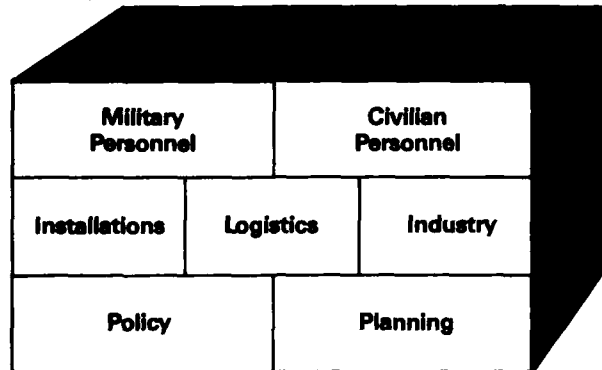 Military Civilian
Personnel Personnel
Installations Logistics Industry
Policy Planning